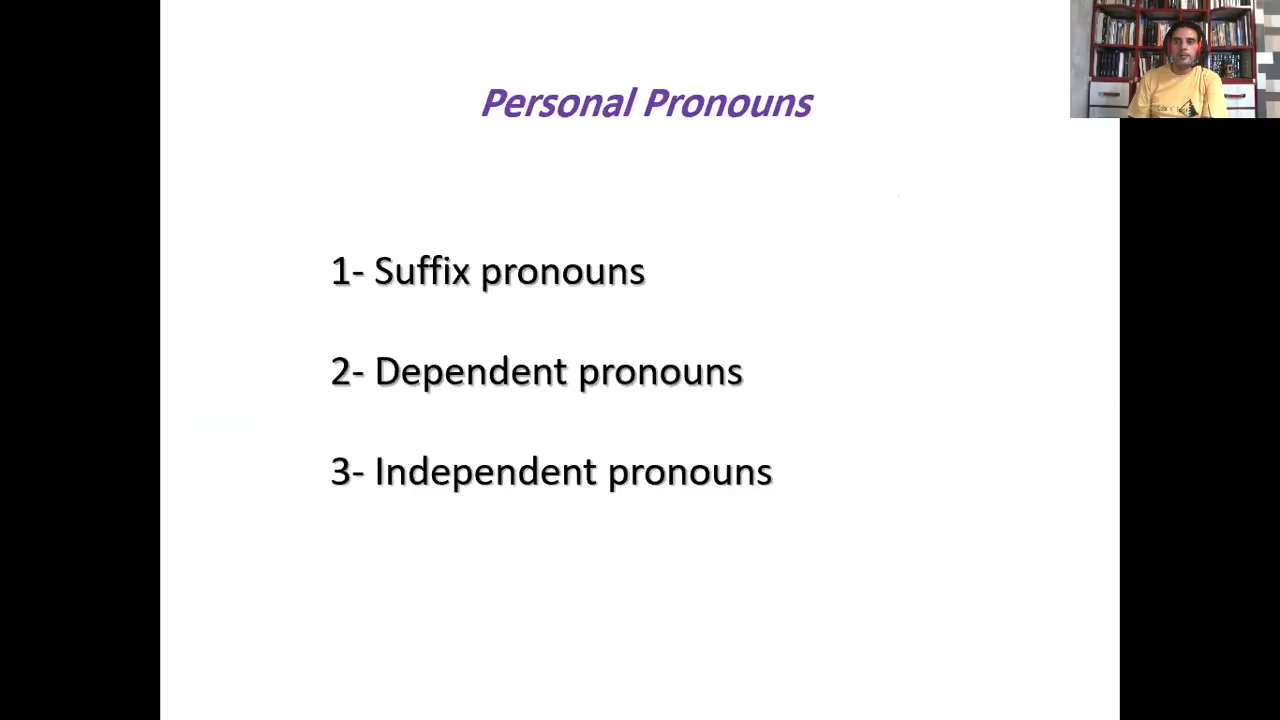 Personal Pronouns
1- Suffix pronouns
2- Dependent pronouns
3- Independent pronouns